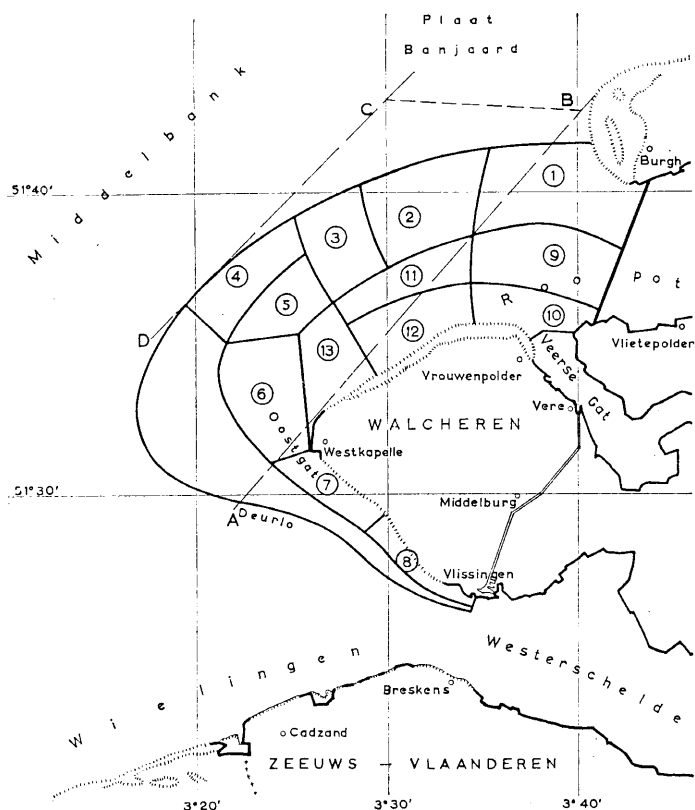 Plaat
Banjaard
Middelbank
C
B
Burgh
1
51°40'
2
3
9
4
11
Pot
5
R
10
D
12
13
Vlietepolder
Veerse Gat
Vrouwenpolder
6
Oostgat
WALCHEREN
Vere
Westkapelle
7
51°30'
Middelburg
A
Deurlo
8
Vlissingen
Westerschelde
Wielingen
Breskens
Cadzand
ZEEUWS - VLAANDEREN
3°20'
3°30'
3°40'